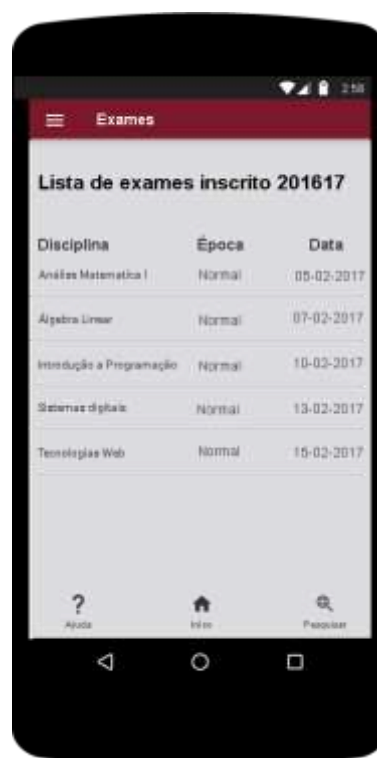 2:58
Exames
Lista de exames inscrito 201617
Disciplina Época Data
Análise Matematica I Normal 05-02-2017
Álgebra Linear Normal 07-02-2017
Introdução a Programação Normal 10-02-2017
Sistemas digitais Normal 13-02-2017
Tecnologias Web Normal 15-02-2017
?
Ajuda Início Pesquisar